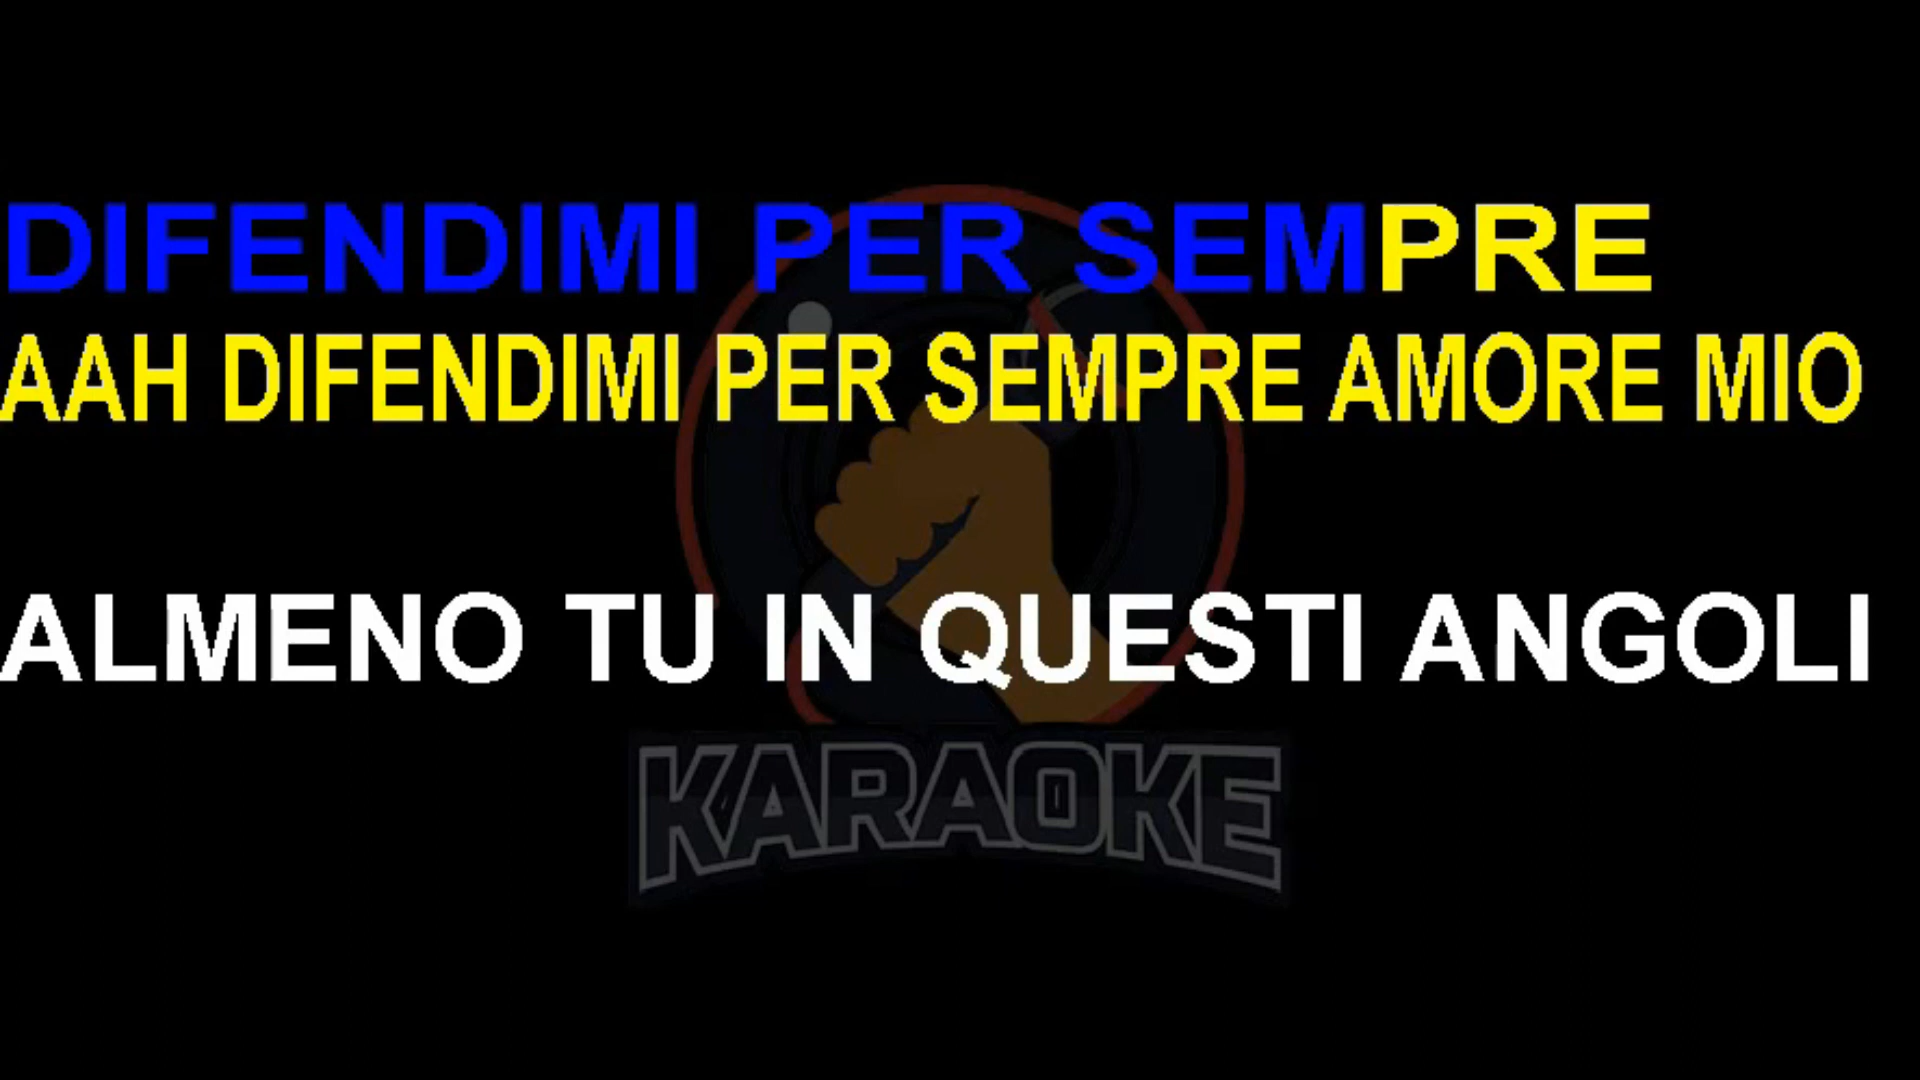 DIFENDIMI PER SEMPRE
AAH DIFENDIMI PER SEMPRE AMORE MIO
ALMENO TU IN QUESTI ANGOLI
KARAOKE